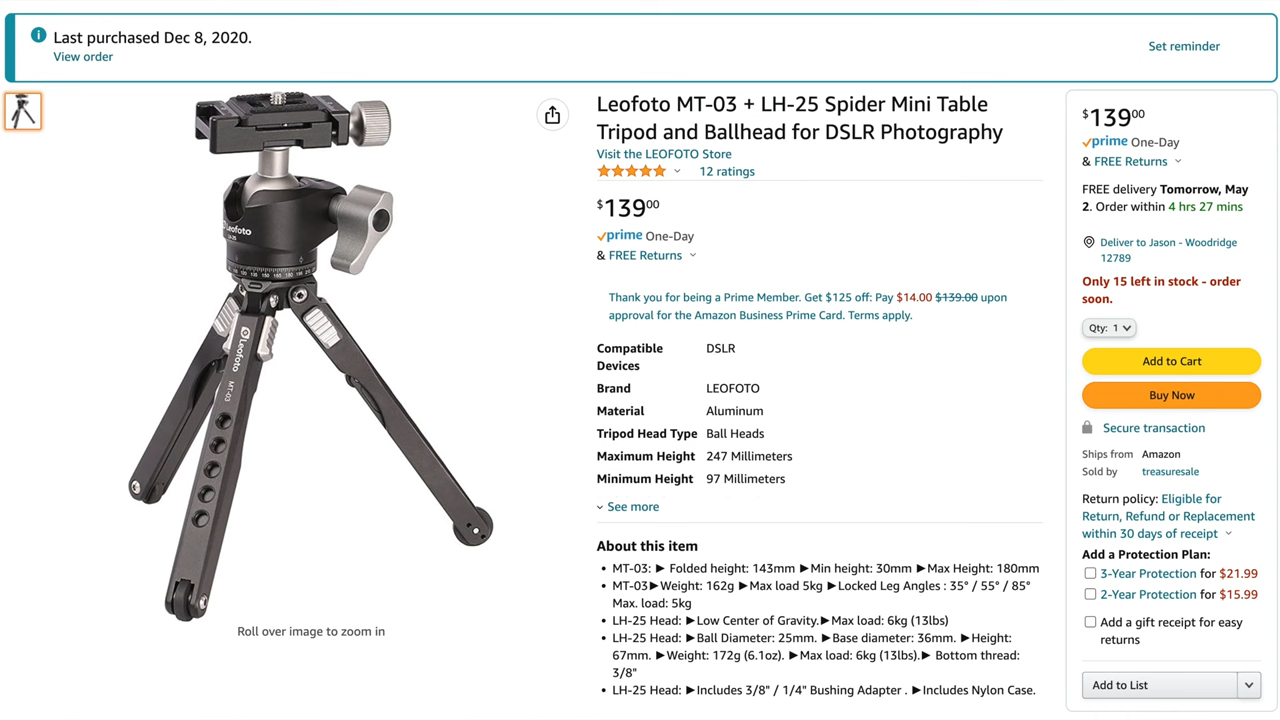 Last purchased Dec 8, 2020.
View order
Set reminder
Leofoto
LH-25
Leofoto
MT-03
Roll over image to zoom in
Leofoto MT-03 + LH-25 Spider Mini Table
Tripod and Ballhead for DSLR Photography
Visit the LEOFOTO Store
12 ratings
$13900
prime One-Day
& FREE Returns
Thank you for being a Prime Member. Get $125 off: Pay $14.00 $139.00 upon
approval for the Amazon Business Prime Card. Terms apply.
Compatible Devices DSLR
Brand LEOFOTO
Material Aluminum
Tripod Head Type Ball Heads
Maximum Height 247 Millimeters
Minimum Height 97 Millimeters
See more
About this item
• MT-03: ►Folded height: 143mm ►Min height: 30mm ►Max Height: 180mm
• MT-03►Weight: 162g ►Max load 5kg ►Locked Leg Angles : 35° / 55° / 85°
Max. load: 5kg
• LH-25 Head: ►Low Center of Gravity.►Max load: 6kg (13lbs)
• LH-25 Head: ►Ball Diameter: 25mm. ►Base diameter: 36mm. ►Height:
67mm. ►Weight: 172g (6.1oz). ►Max load: 6kg (13lbs).► Bottom thread:
3/8"
• LH-25 Head: ►Includes 3/8" / 1/4" Bushing Adapter . ►Includes Nylon Case.
$13900
prime One-Day
& FREE Returns
FREE delivery Tomorrow, May
2. Order within 4 hrs 27 mins
Deliver to Jason - Woodridge
12789
Only 15 left in stock - order
soon.
Qty: 1
Add to Cart
Buy Now
Secure transaction
Ships from Amazon
Sold by treasuresale
Return policy: Eligible for
Return, Refund or Replacement
within 30 days of receipt
Add a Protection Plan:
3-Year Protection for $21.99
2-Year Protection for $15.99
Add a gift receipt for easy
returns
Add to List